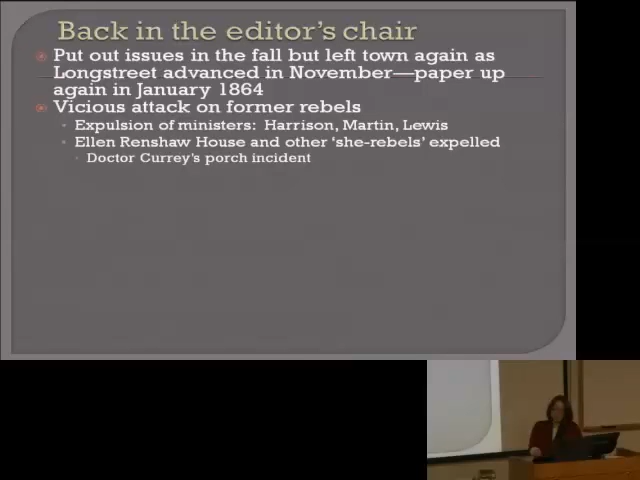 Back in the editor's chair
Put out issues in the fall but left town again as
Longstreet advanced in November—paper up
again in January 1864
Vicious attack on former rebels
Expulsion of ministers: Harrison, Martin, Lewis
Ellen Renshaw House and other 'she-rebels' expelled
Doctor Currey's porch incident